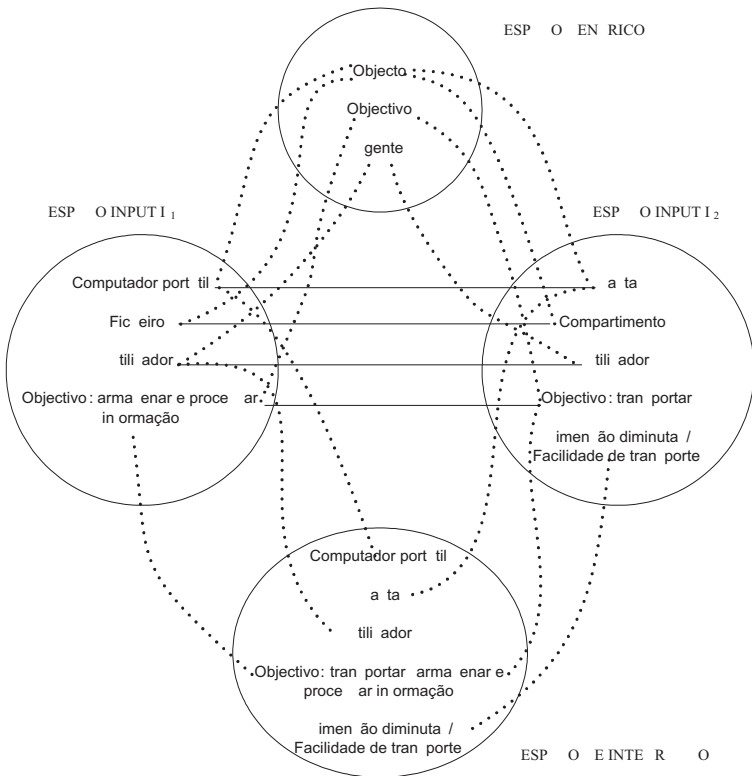 ESP O EN RICO
Objecto
Objectivo
gente
ESP O INPUT I 1
Computador port til
Fic eiro
tili ador
Objectivo: arma enar e proce ar
in ormação
ESP O INPUT I 2
a ta
Compartimento
tili ador
Objectivo: tran portar
imen ão diminuta /
Facilidade de tran porte
Computador port til
a ta
tili ador
Objectivo: tran portar arma enar e
proce ar in ormação
imen ão diminuta /
Facilidade de tran porte
ESP O E INTE R O